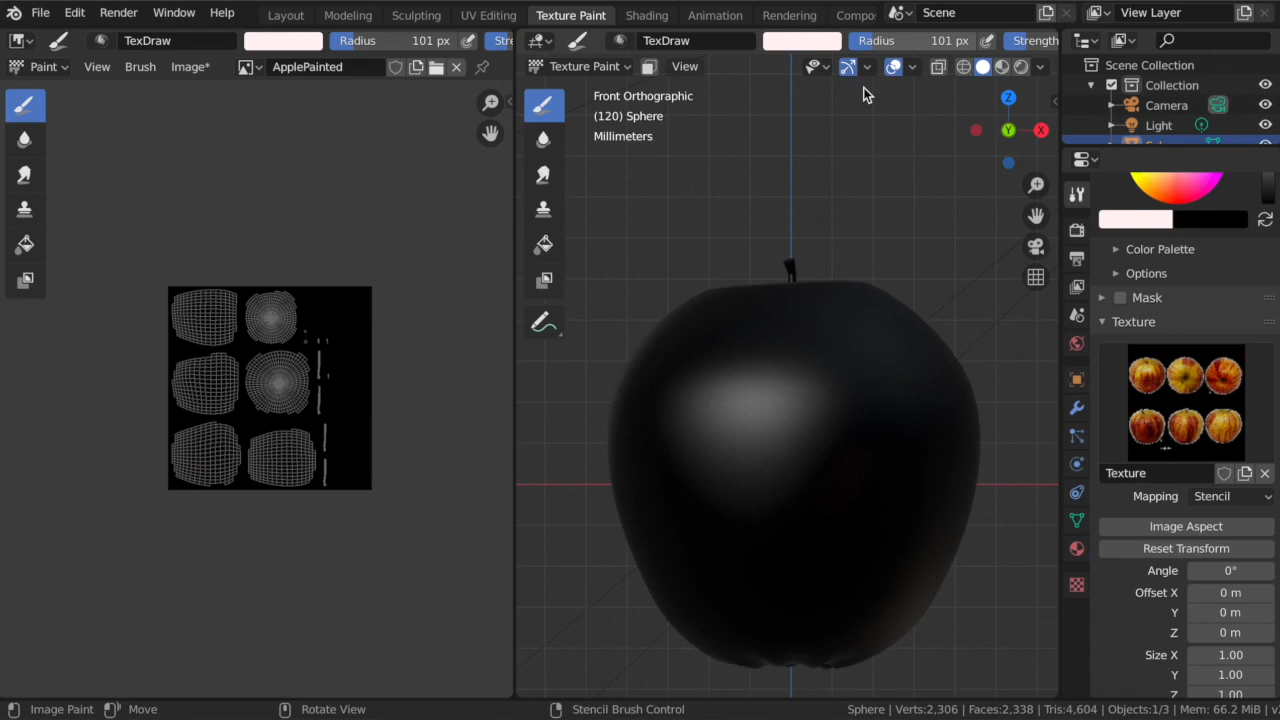 File Edit Render Window Help Layout Modeling Sculpting UV Editing Texture Paint Shading Animation Rendering Compo Scene View Layer
TexDraw Radius 101 px Str TexDraw Radius 101 px Strength
Paint View Brush Image* ApplePainted Texture Paint View
Scene Collection
Collection
Camera
Light
Front Orthographic
(120) Sphere
Millimeters
Z
Y
X
Color Palette
Options
Mask
Texture
Texture
Mapping Stencil
Image Aspect
Reset Transform
Angle 0°
Offset X 0 m
Y 0 m
Z 0 m
Size X 1.00
Y 1.00
Z 1.00
Image Paint Move Rotate View Stencil Brush Control Sphere | Verts:2,306 | Faces:2,338 | Tris:4,604 | Objects:1/3 | Mem: 66.2 MiB | v